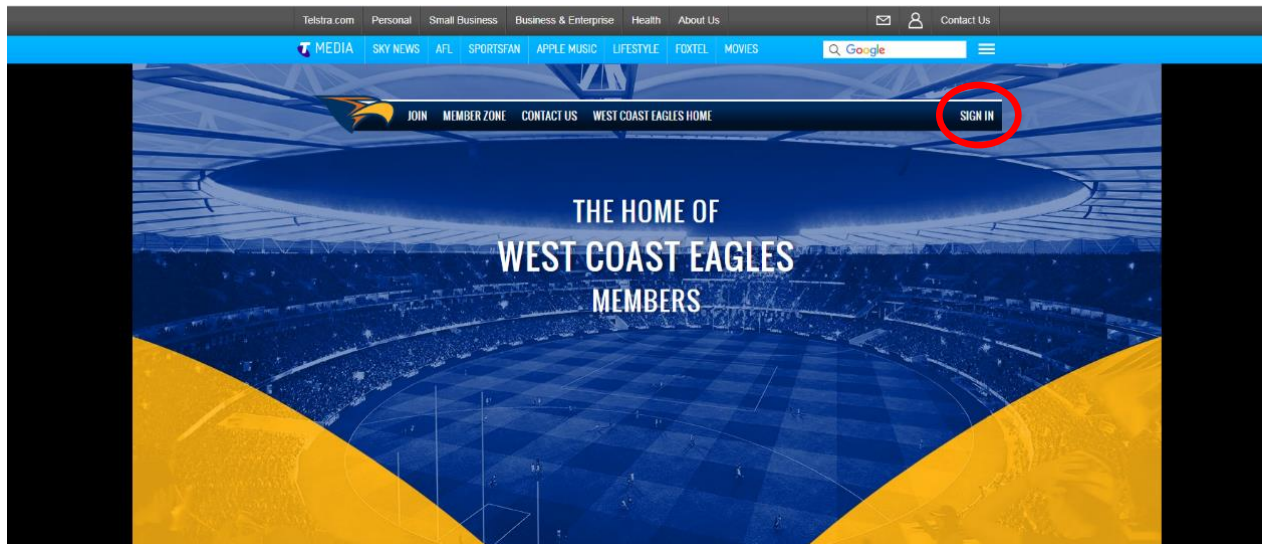 Telstra.com Personal Small Business Business & Enterprise Health About Us Contact Us
T MEDIA SKY NEWS AFL SPORTSFAN APPLE MUSIC LIFESTYLE FOXTEL MOVIES Google
JOIN MEMBER ZONE CONTACT US WEST COAST EAGLES HOME SIGN IN
THE HOME OF
WEST COAST EAGLES
MEMBERS